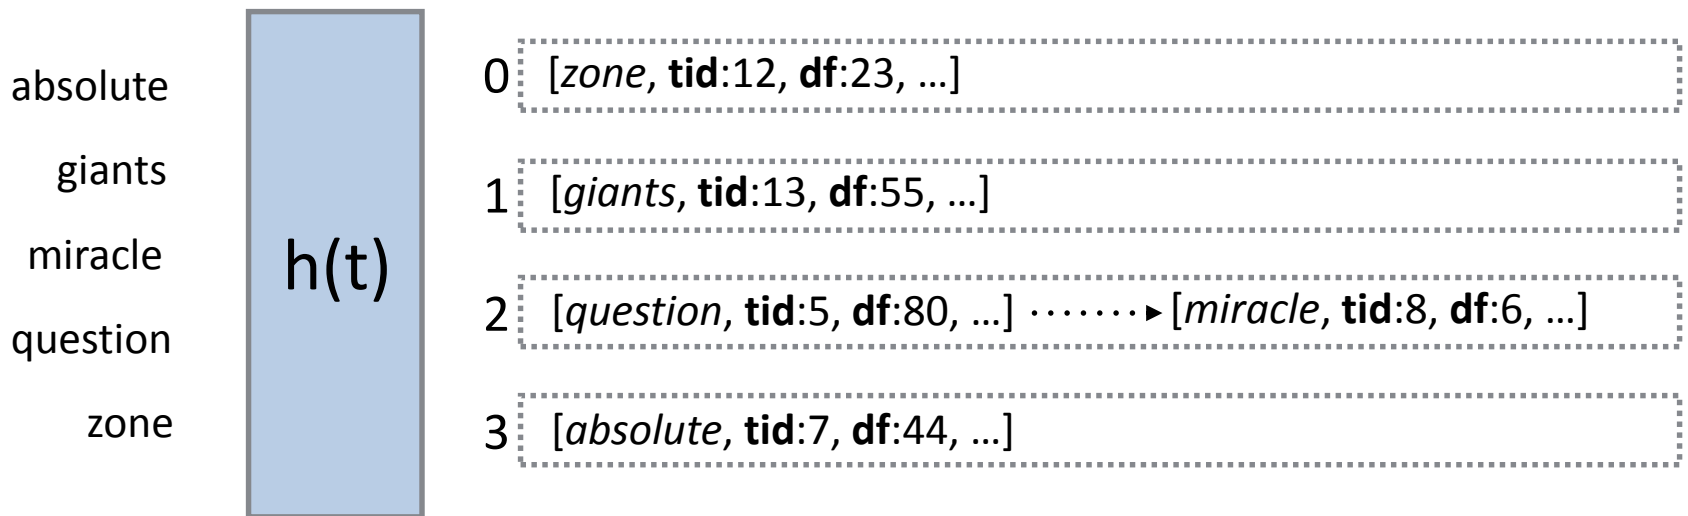 absolute
giants
miracle
question
zone
h(t)
0 [zone, tid:12, df:23, ...]
1 [giants, tid:13, df:55, ...]
2 [question, tid:5, df:80, ...] [miracle, tid:8, df:6, ...]
3 [absolute, tid:7, df:44, ...]